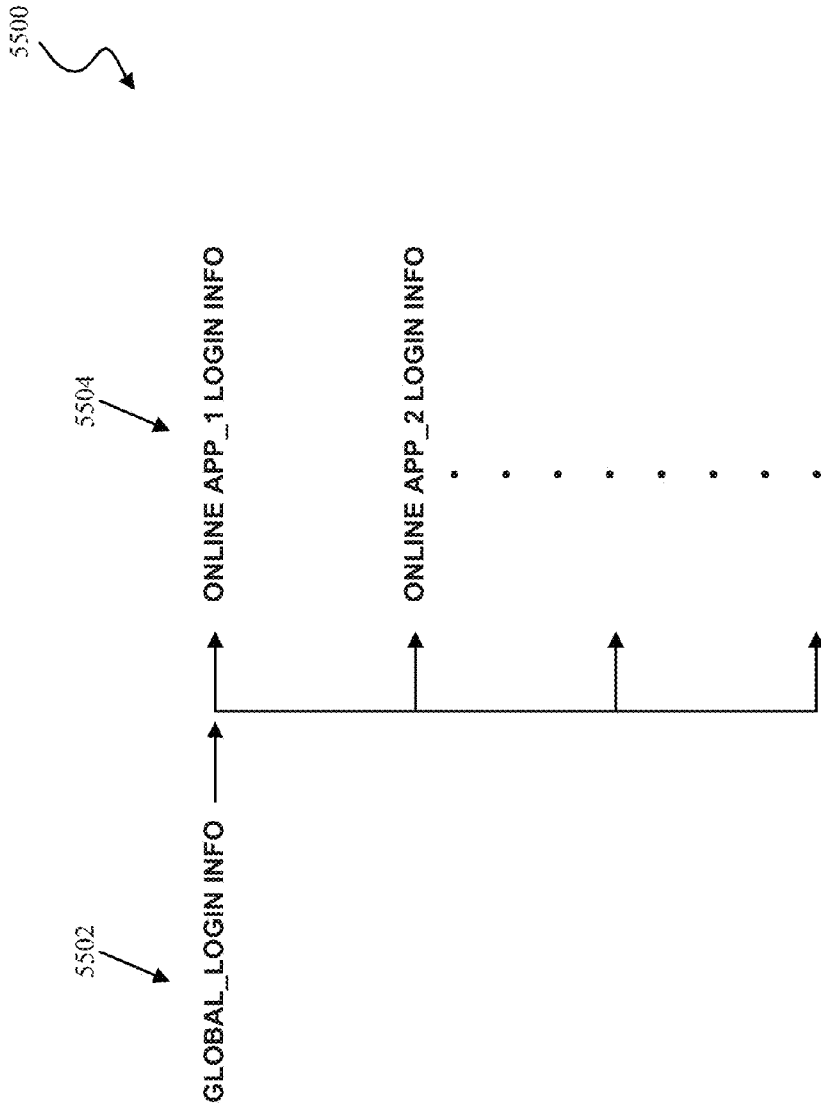 5500
5502
5504
GLOBAL_LOGIN INFO
ONLINE APP_1 LOGIN INFO
ONLINE APP_2 LOGIN INFO